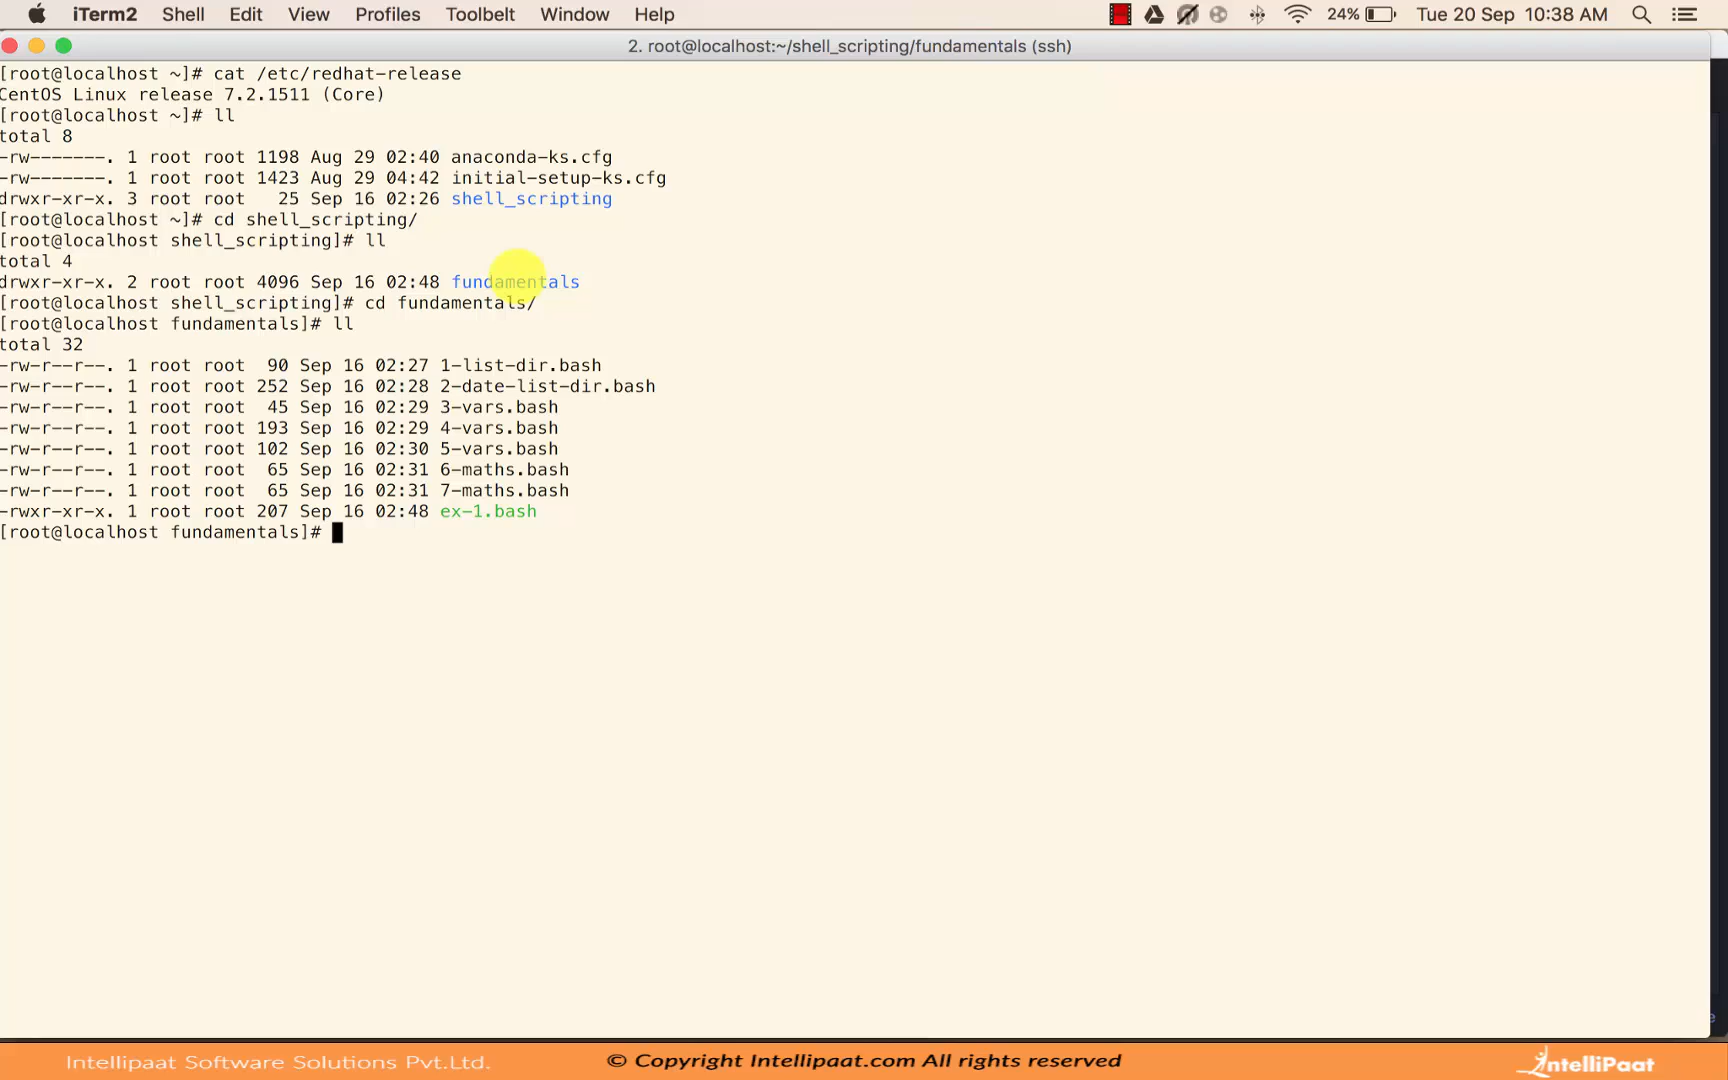 iTerm2 Shell Edit View Profiles Toolbelt Window Help 24% Tue 20 Sep 10:38 AM
2. root@localhost:~/shell_scripting/fundamentals (ssh)
[root@localhost ~]# cat /etc/redhat-release
CentOS Linux release 7.2.1511 (Core)
[root@localhost ~]# ll
total 8
-rw-------. 1 root root 1198 Aug 29 02:40 anaconda-ks.cfg
-rw-------. 1 root root 1423 Aug 29 04:42 initial-setup-ks.cfg
drwxr-xr-x. 3 root root   25 Sep 16 02:26 shell_scripting
[root@localhost ~]# cd shell_scripting/
[root@localhost shell_scripting]# ll
total 4
drwxr-xr-x. 2 root root 4096 Sep 16 02:48 fundamentals
[root@localhost shell_scripting]# cd fundamentals/
[root@localhost fundamentals]# ll
total 32
-rw-r--r--. 1 root root  90 Sep 16 02:27 1-list-dir.bash
-rw-r--r--. 1 root root 252 Sep 16 02:28 2-date-list-dir.bash
-rw-r--r--. 1 root root  45 Sep 16 02:29 3-vars.bash
-rw-r--r--. 1 root root 193 Sep 16 02:29 4-vars.bash
-rw-r--r--. 1 root root 102 Sep 16 02:30 5-vars.bash
-rw-r--r--. 1 root root  65 Sep 16 02:31 6-maths.bash
-rw-r--r--. 1 root root  65 Sep 16 02:31 7-maths.bash
-rwxr-xr-x. 1 root root 207 Sep 16 02:48 ex-1.bash
[root@localhost fundamentals]#
Intellipaat Software Solutions Pvt.Ltd. © Copyright Intellipaat.com All rights reserved IntelliPaat